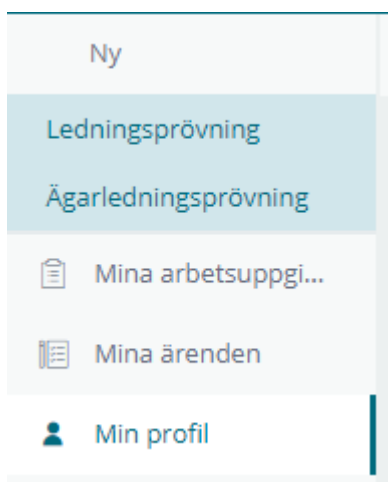 Ny
Ledningsprövning
Ägarledningsprövning
Mina arbetsuppgi...
Mina ärenden
Min profil